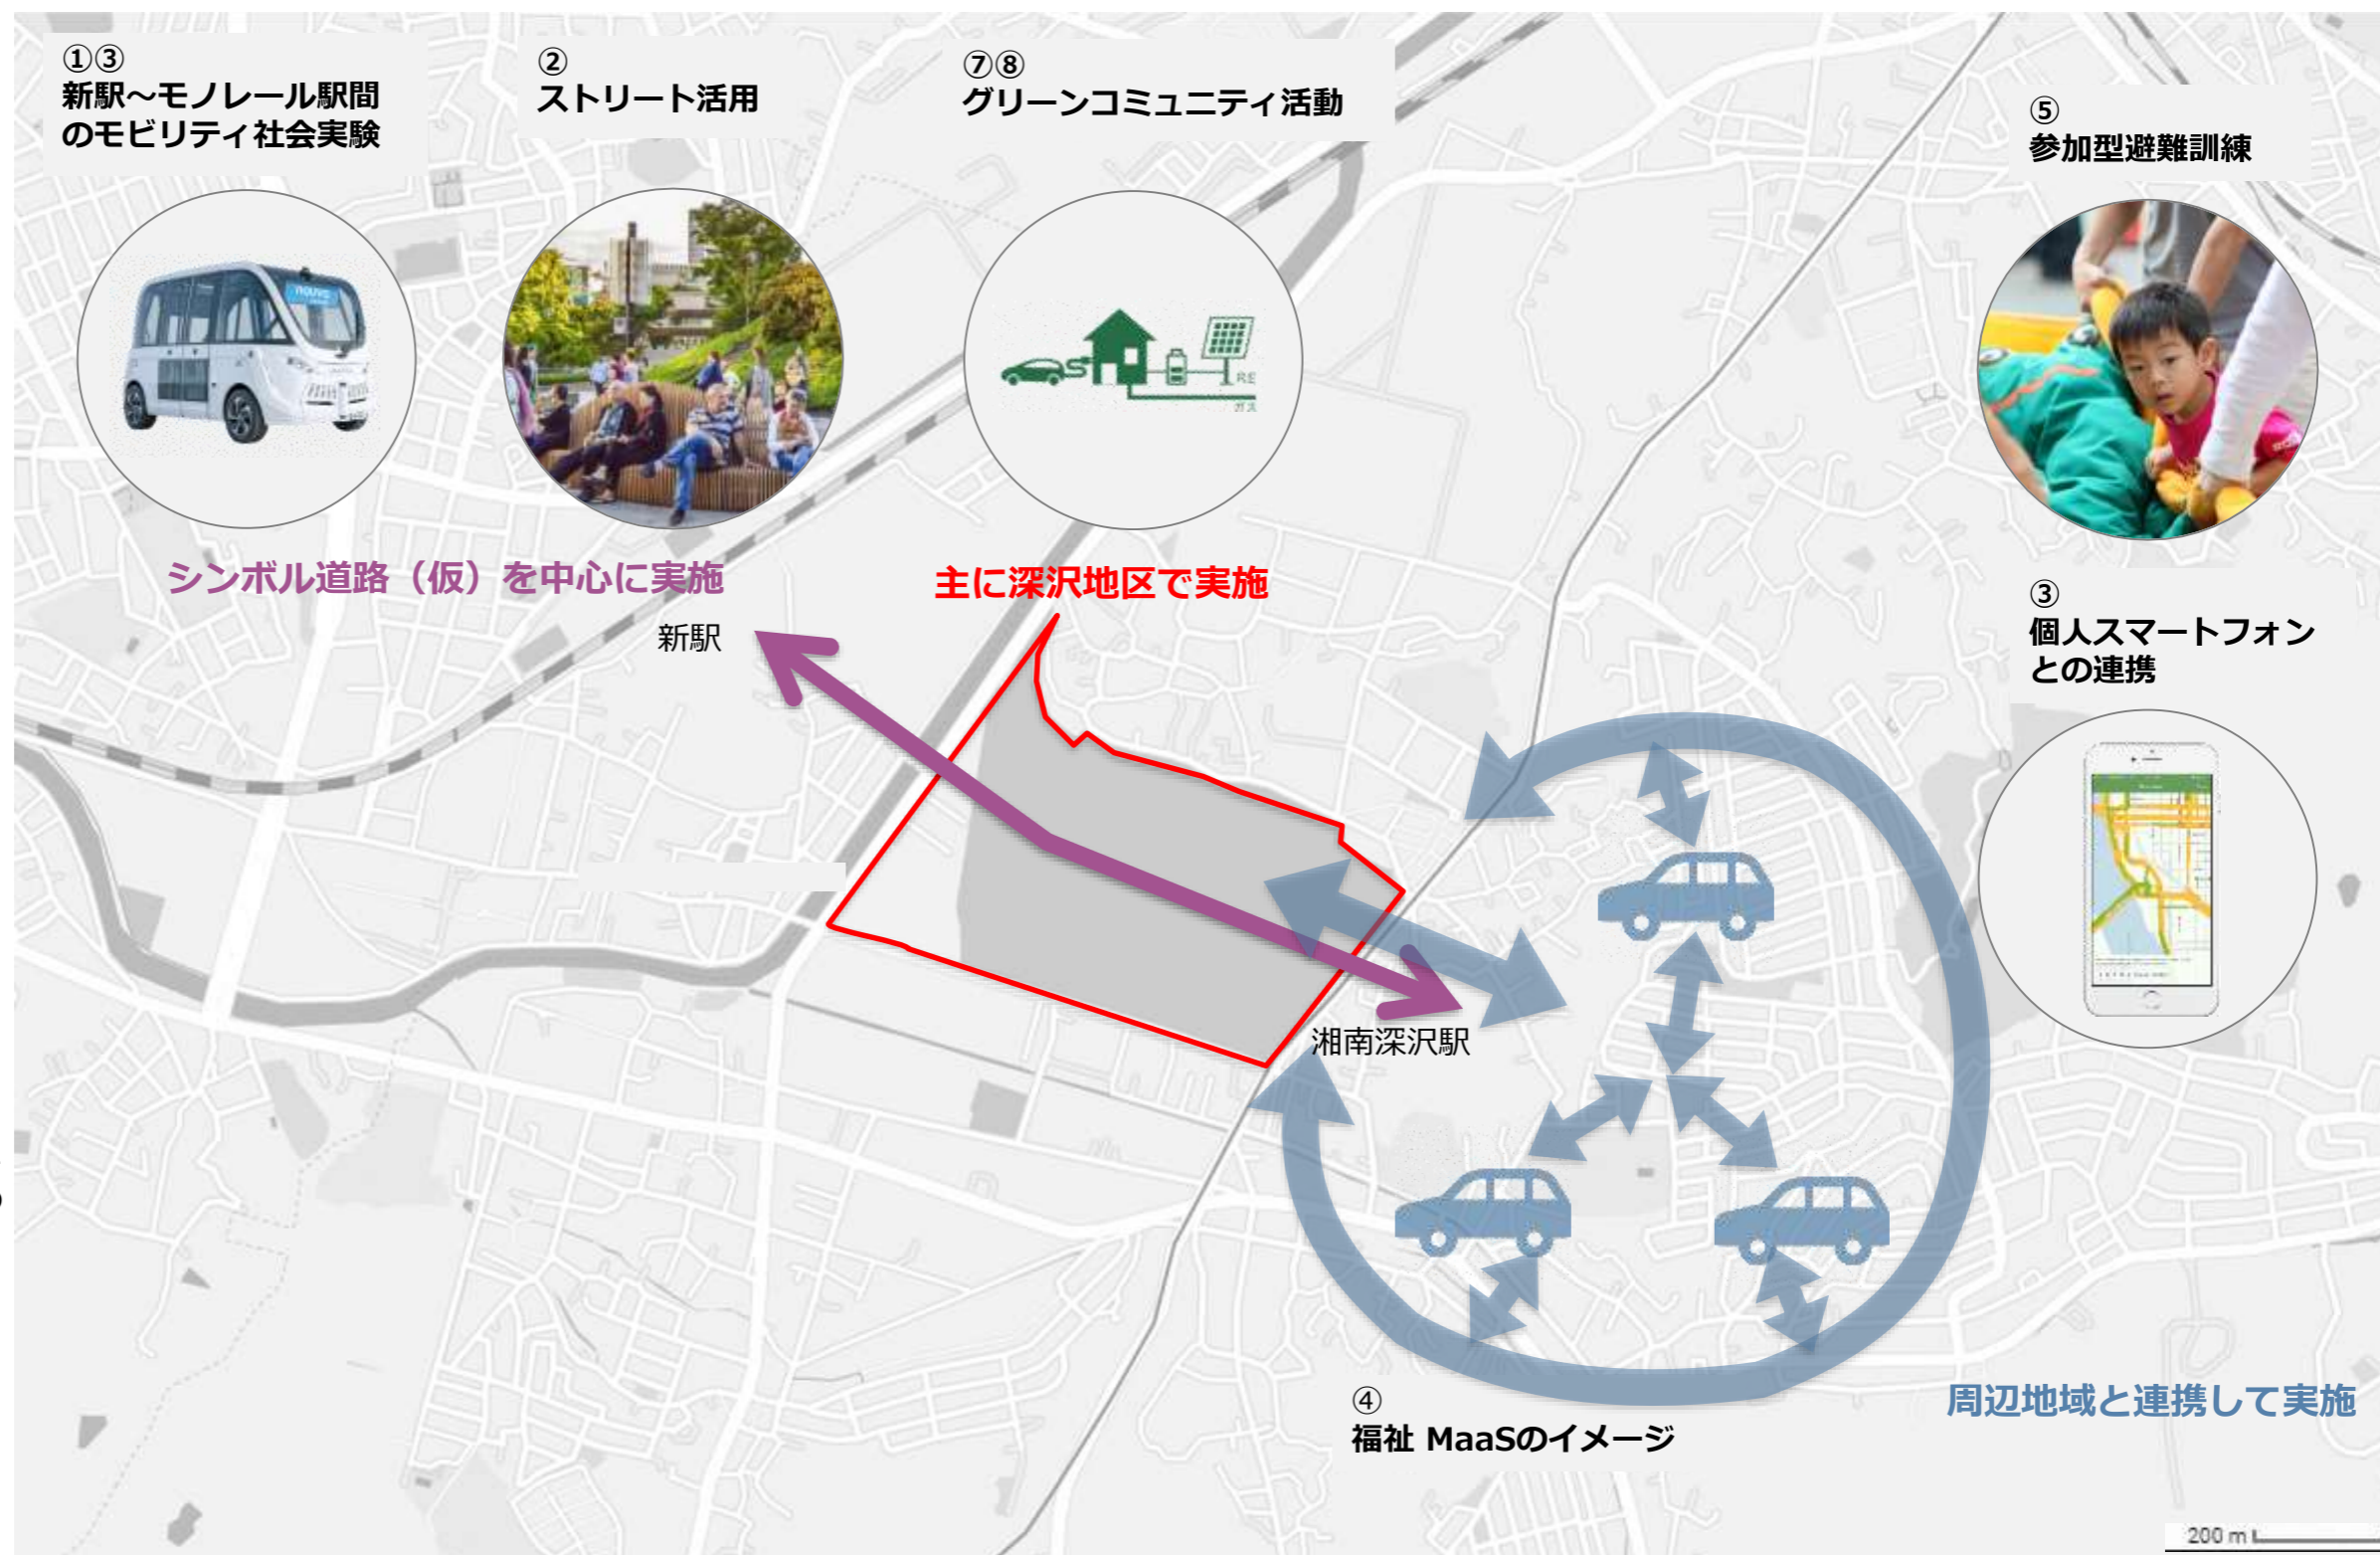 ①③
新駅～モノレール駅間
のモビリティ社会実験
②
ストリート活用
⑦⑧
グリーンコミュニティ活動
⑤
参加型避難訓練
RE
ガス
シンボル道路（仮）を中心に実施
主に深沢地区で実施
新駅
③
個人スマートフォン
との連携
湘南深沢駅
④
福祉 MaaSのイメージ
周辺地域と連携して実施
200 m